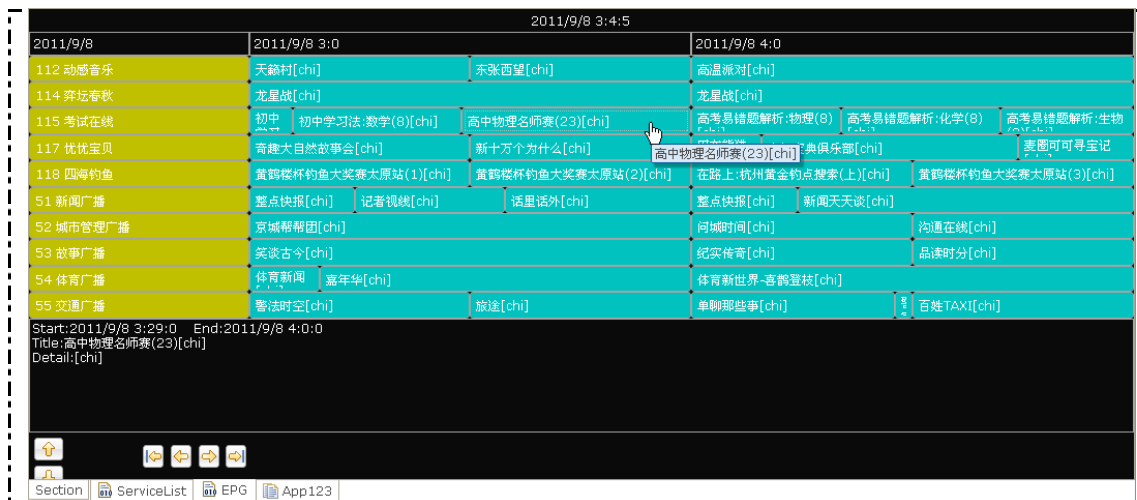 2011/9/8 3:4:5
2011/9/8 2011/9/8 3:0 2011/9/8 4:0
112 动感音乐 天籁村[chi] 东张西望[chi] 高温派对[chi]
114 弈坛春秋 龙星战[chi] 龙星战[chi]
115 考试在线 初中 初中学习法:数学(8)[chi] 高中物理名师赛(23)[chi] 高考易错题解析:物理(8) 高考易错题解析:化学(8) 高考易错题解析:生物
117 优优宝贝 奇趣大自然故事会[chi] 新十万个为什么[chi] 典俱乐部[chi] 麦圈可可寻宝记
高中物理名师赛(23)[chi]
118 四海钓鱼 黄鹤楼杯钓鱼大奖赛太原站(1)[chi] 黄鹤楼杯钓鱼大奖赛太原站(2)[chi] 在路上:杭州黄金钓点搜索(上)[chi] 黄鹤楼杯钓鱼大奖赛太原站(3)[chi]
51 新闻广播 整点快报[chi] 记者视线[chi] 话里话外[chi] 整点快报[chi] 新闻天天谈[chi]
52 城市管理广播 京城帮帮团[chi] 问城时间[chi] 沟通在线[chi]
53 故事广播 笑谈古今[chi] 纪实传奇[chi] 品读时分[chi]
54 体育广播 体育新闻 嘉年华[chi] 体育新世界-喜鹊登枝[chi]
55 交通广播 警法时空[chi] 旅途[chi] 单聊那些事[chi] 百姓TAXI[chi]
Start:2011/9/8 3:29:0 End:2011/9/8 4:0:0
Title:高中物理名师赛(23)[chi]
Detail:[chi]
Section ServiceList EPG App123